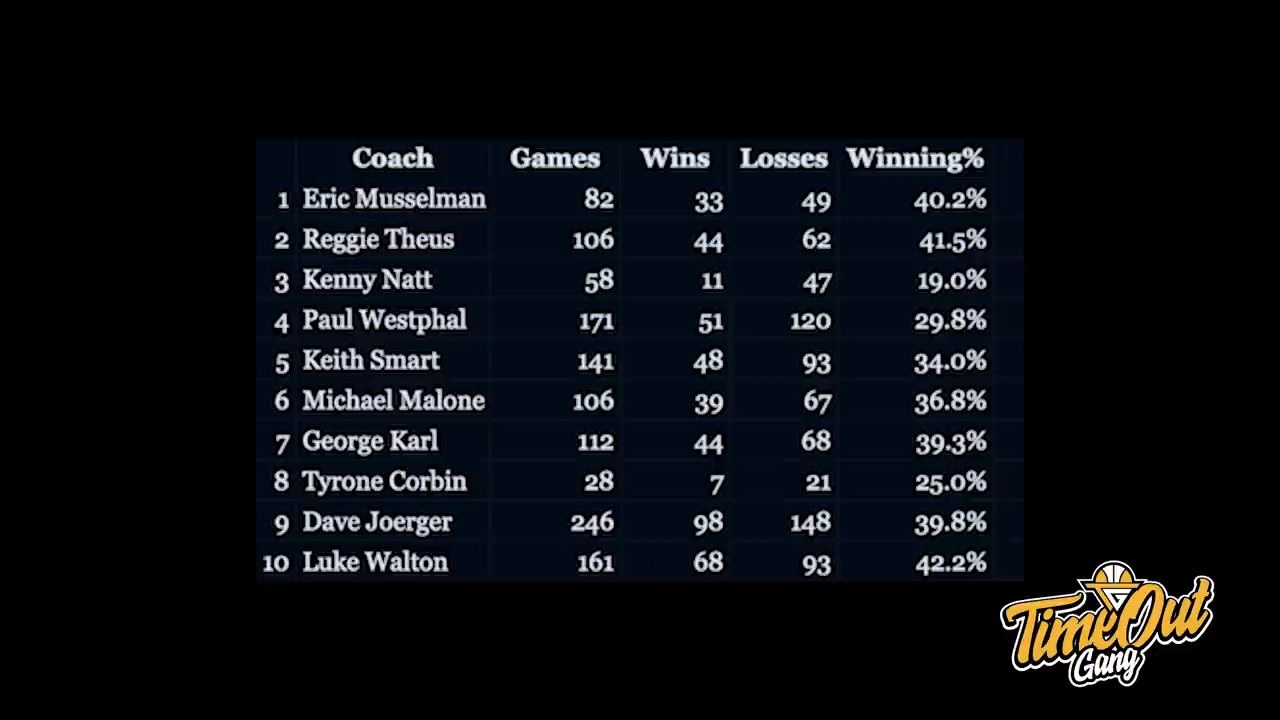 Coach Games Wins Losses Winning%
1 Eric Musselman 82 33 49 40.2%
2 Reggie Theus 106 44 62 41.5%
3 Kenny Natt 58 11 47 19.0%
4 Paul Westphal 171 51 120 29.8%
5 Keith Smart 141 48 93 34.0%
6 Michael Malone 106 39 67 36.8%
7 George Karl 112 44 68 39.3%
8 Tyrone Corbin 28 7 21 25.0%
9 Dave Joerger 246 98 148 39.8%
10 Luke Walton 161 68 93 42.2%
TimeOut
Gang